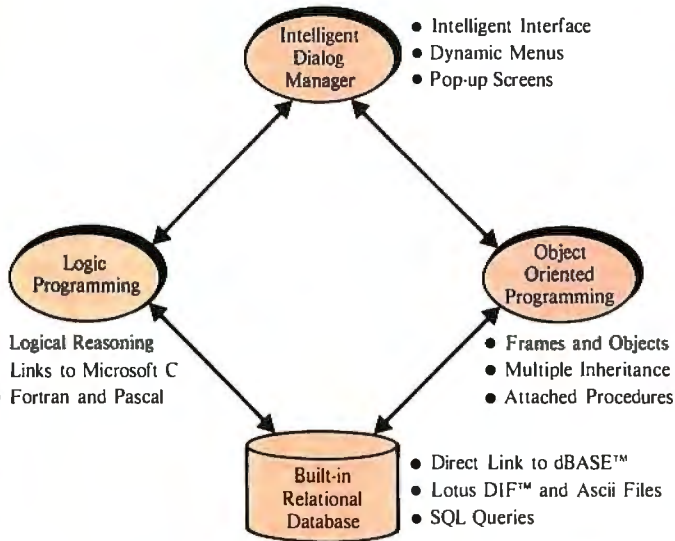 Intelligent
Dialog
Manager
● Intelligent Interface
● Dynamic Menus
● Pop-up Screens
Logic
Programming
Logical Reasoning
Links to Microsoft C
Fortran and Pascal
Object
Oriented
Programming
● Frames and Objects
● Multiple Inheritance
● Attached Procedures
Built-in
Relational
Database
● Direct Link to dBASE™
● Lotus DIF™ and Ascii Files
● SQL Queries